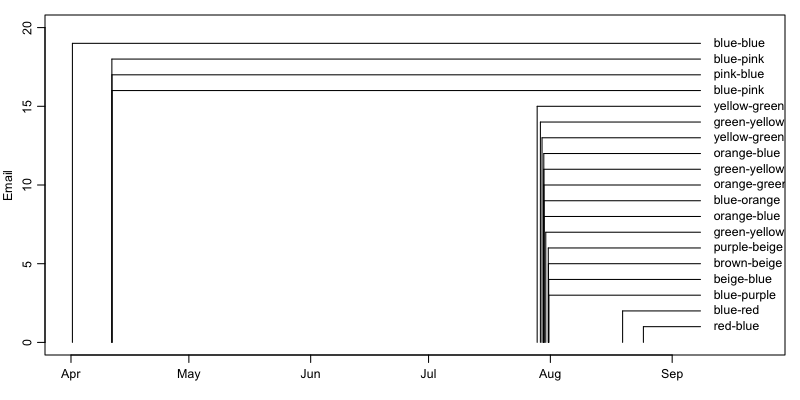 20
blue-blue
blue-pink
pink-blue
blue-pink
15
yellow-green
green-yellow
yellow-green
orange-blue
green-yellow
10
orange-green
blue-orange
orange-blue
green-yellow
purple-beige
5
brown-beige
beige-blue
blue-purple
blue-red
red-blue
0
Email
Apr
May
Jun
Jul
Aug
Sep